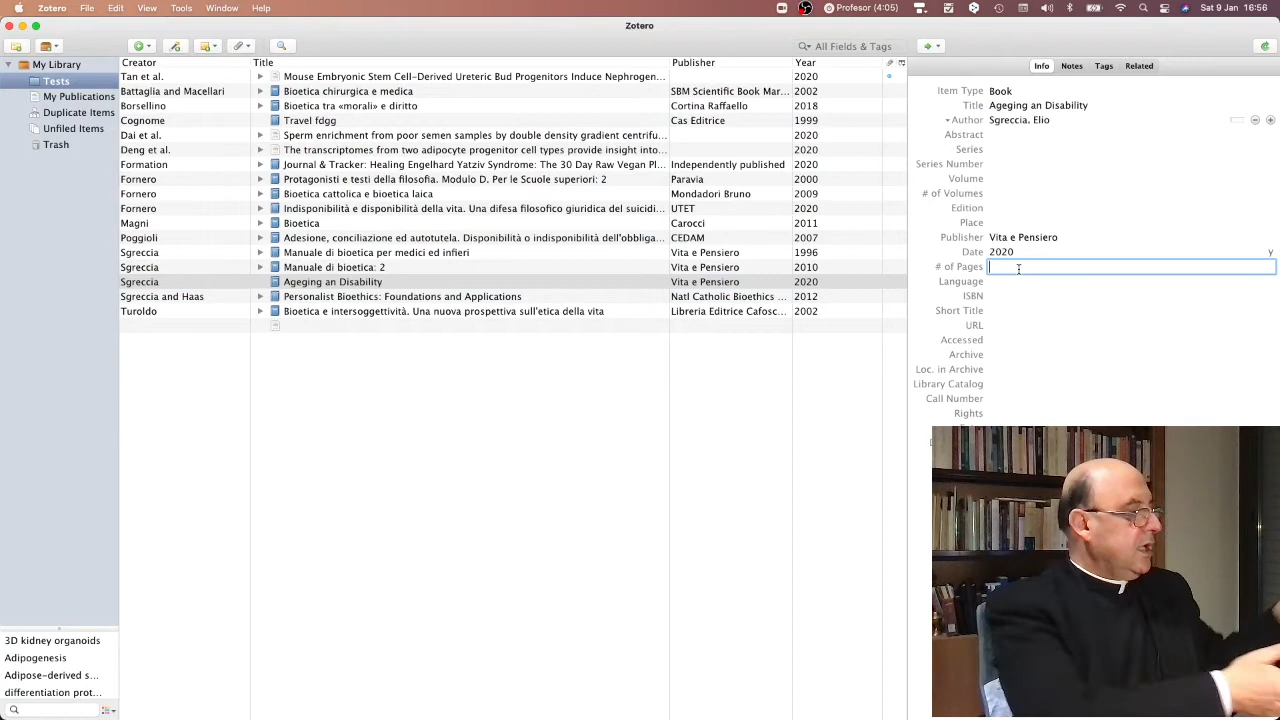 Zotero File Edit View Tools Window Help Profesor (4:05) Sat 9 Jan 16:56
Zotero
All Fields & Tags
Info Notes Tags Related
My Library
Tests
My Publications
Duplicate Items
Unfiled Items
Trash
Creator Title Publisher Year
Tan et al. Mouse Embryonic Stem Cell-Derived Ureteric Bud Progenitors Induce Nephrogen... 2020
Battaglia and Macellari Bioetica chirurgica e medica SBM Scientific Book Mar... 2002
Borsellino Bioetica tra «morali» e diritto Cortina Raffaello 2018
Cognome Travel fdgg Cas Editrice 1999
Dai et al. Sperm enrichment from poor semen samples by double density gradient centrifu... 2020
Deng et al. The transcriptomes from two adipocyte progenitor cell types provide insight into... 2020
Formation Journal & Tracker: Healing Engelhard Yatziv Syndrome: The 30 Day Raw Vegan Pl... Independently published 2020
Fornero Protagonisti e testi della filosofia. Modulo D. Per le Scuole superiori: 2 Paravia 2000
Fornero Bioetica cattolica e bioetica laica Mondadori Bruno 2009
Fornero Indisponibilità e disponibilità della vita. Una difesa filosofico giuridica del suicidi... UTET 2020
Magni Bioetica Carocci 2011
Poggioli Adesione, conciliazione ed autotutela. Disponibilità o indisponibilità dell'obbliga... CEDAM 2007
Sgreccia Manuale di bioetica per medici ed infieri Vita e Pensiero 1996
Sgreccia Manuale di bioetica: 2 Vita e Pensiero 2010
Sgreccia Ageging an Disability Vita e Pensiero 2020
Sgreccia and Haas Personalist Bioethics: Foundations and Applications Natl Catholic Bioethics ... 2012
Turoldo Bioetica e intersoggettività. Una nuova prospettiva sull'etica della vita Libreria Editrice Cafosc... 2002
Item Type Book
Title Ageging an Disability
Author Sgreccia, Elio
Abstract
Series
Series Number
Volume
# of Volumes
Edition
Place
Publisher Vita e Pensiero
Date 2020 y
# of Pages
Language
ISBN
Short Title
URL
Accessed
Archive
Loc. in Archive
Library Catalog
Call Number
Rights
3D kidney organoids
Adipogenesis
Adipose-derived s...
differentiation prot...